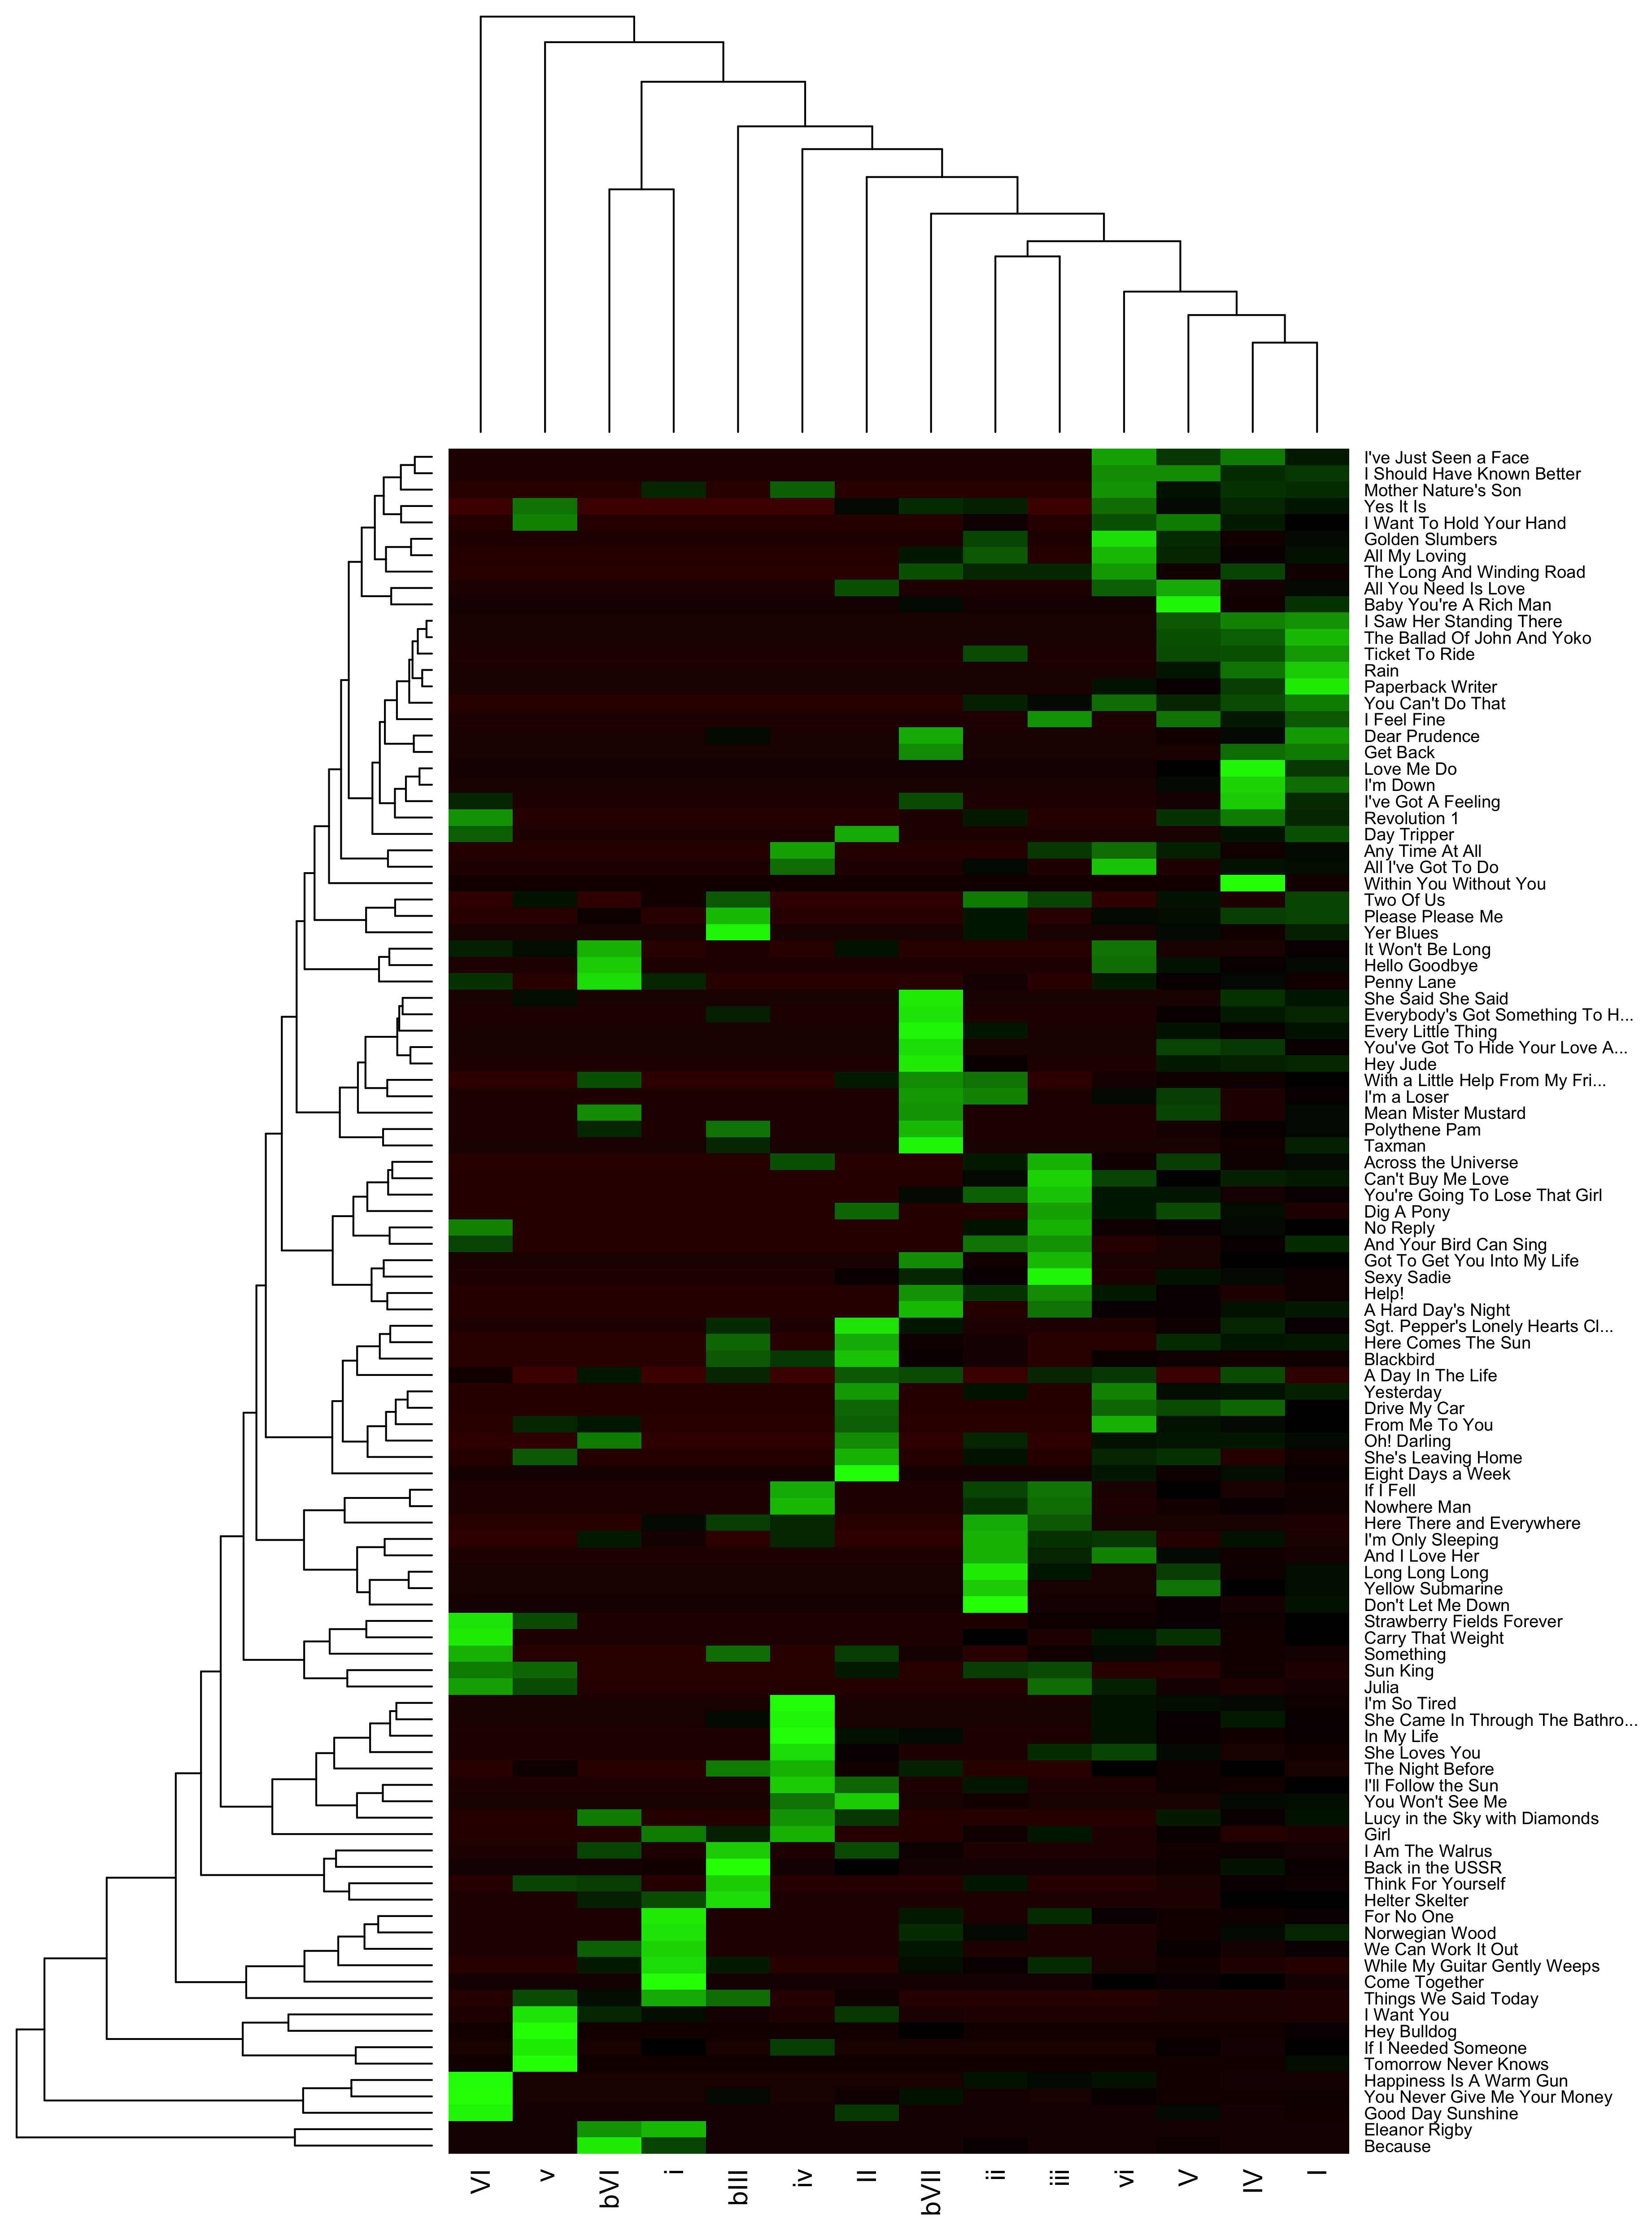 I've Just Seen a Face
I Should Have Known Better
Mother Nature's Son
Yes It Is
I Want To Hold Your Hand
Golden Slumbers
All My Loving
The Long And Winding Road
All You Need Is Love
Baby You're A Rich Man
I Saw Her Standing There
The Ballad Of John And Yoko
Ticket To Ride
Rain
Paperback Writer
You Can't Do That
I Feel Fine
Dear Prudence
Get Back
Love Me Do
I'm Down
I've Got A Feeling
Revolution 1
Day Tripper
Any Time At All
All I've Got To Do
Within You Without You
Two Of Us
Please Please Me
Yer Blues
It Won't Be Long
Hello Goodbye
Penny Lane
She Said She Said
Everybody's Got Something To H...
Every Little Thing
You've Got To Hide Your Love A...
Hey Jude
With a Little Help From My Fri...
I'm a Loser
Mean Mister Mustard
Polythene Pam
Taxman
Across the Universe
Can't Buy Me Love
You're Going To Lose That Girl
Dig A Pony
No Reply
And Your Bird Can Sing
Got To Get You Into My Life
Sexy Sadie
Help!
A Hard Day's Night
Sgt. Pepper's Lonely Hearts Cl...
Here Comes The Sun
Blackbird
A Day In The Life
Yesterday
Drive My Car
From Me To You
Oh! Darling
She's Leaving Home
Eight Days a Week
If I Fell
Nowhere Man
Here There and Everywhere
I'm Only Sleeping
And I Love Her
Long Long Long
Yellow Submarine
Don't Let Me Down
Strawberry Fields Forever
Carry That Weight
Something
Sun King
Julia
I'm So Tired
She Came In Through The Bathro...
In My Life
She Loves You
The Night Before
I'll Follow the Sun
You Won't See Me
Lucy in the Sky with Diamonds
Girl
I Am The Walrus
Back in the USSR
Think For Yourself
Helter Skelter
For No One
Norwegian Wood
We Can Work It Out
While My Guitar Gently Weeps
Come Together
Things We Said Today
I Want You
Hey Bulldog
If I Needed Someone
Tomorrow Never Knows
Happiness Is A Warm Gun
You Never Give Me Your Money
Good Day Sunshine
Eleanor Rigby
Because
VI
v
bVI
i
bIII
iv
II
bVII
ii
iii
vi
V
IV
I